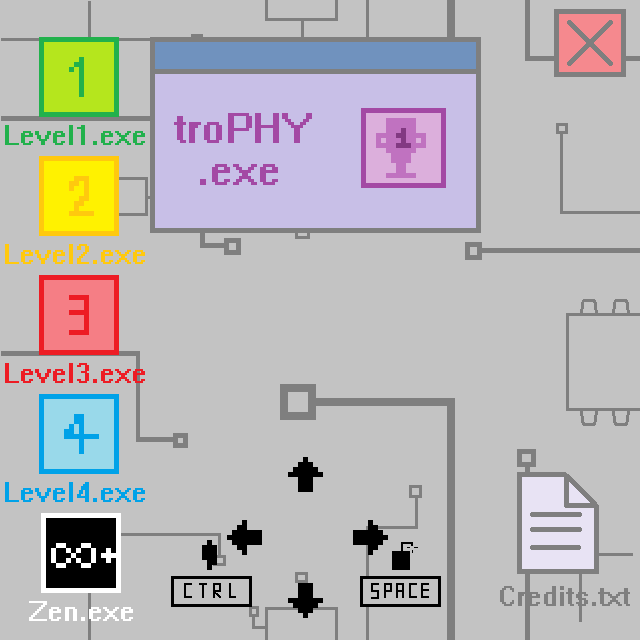 1
Level1.exe
troPHY
.exe
1
2
Level2.exe
3
Level3.exe
4
Level4.exe
∞+
Zen.exe
CTRL
SPACE
Credits.txt